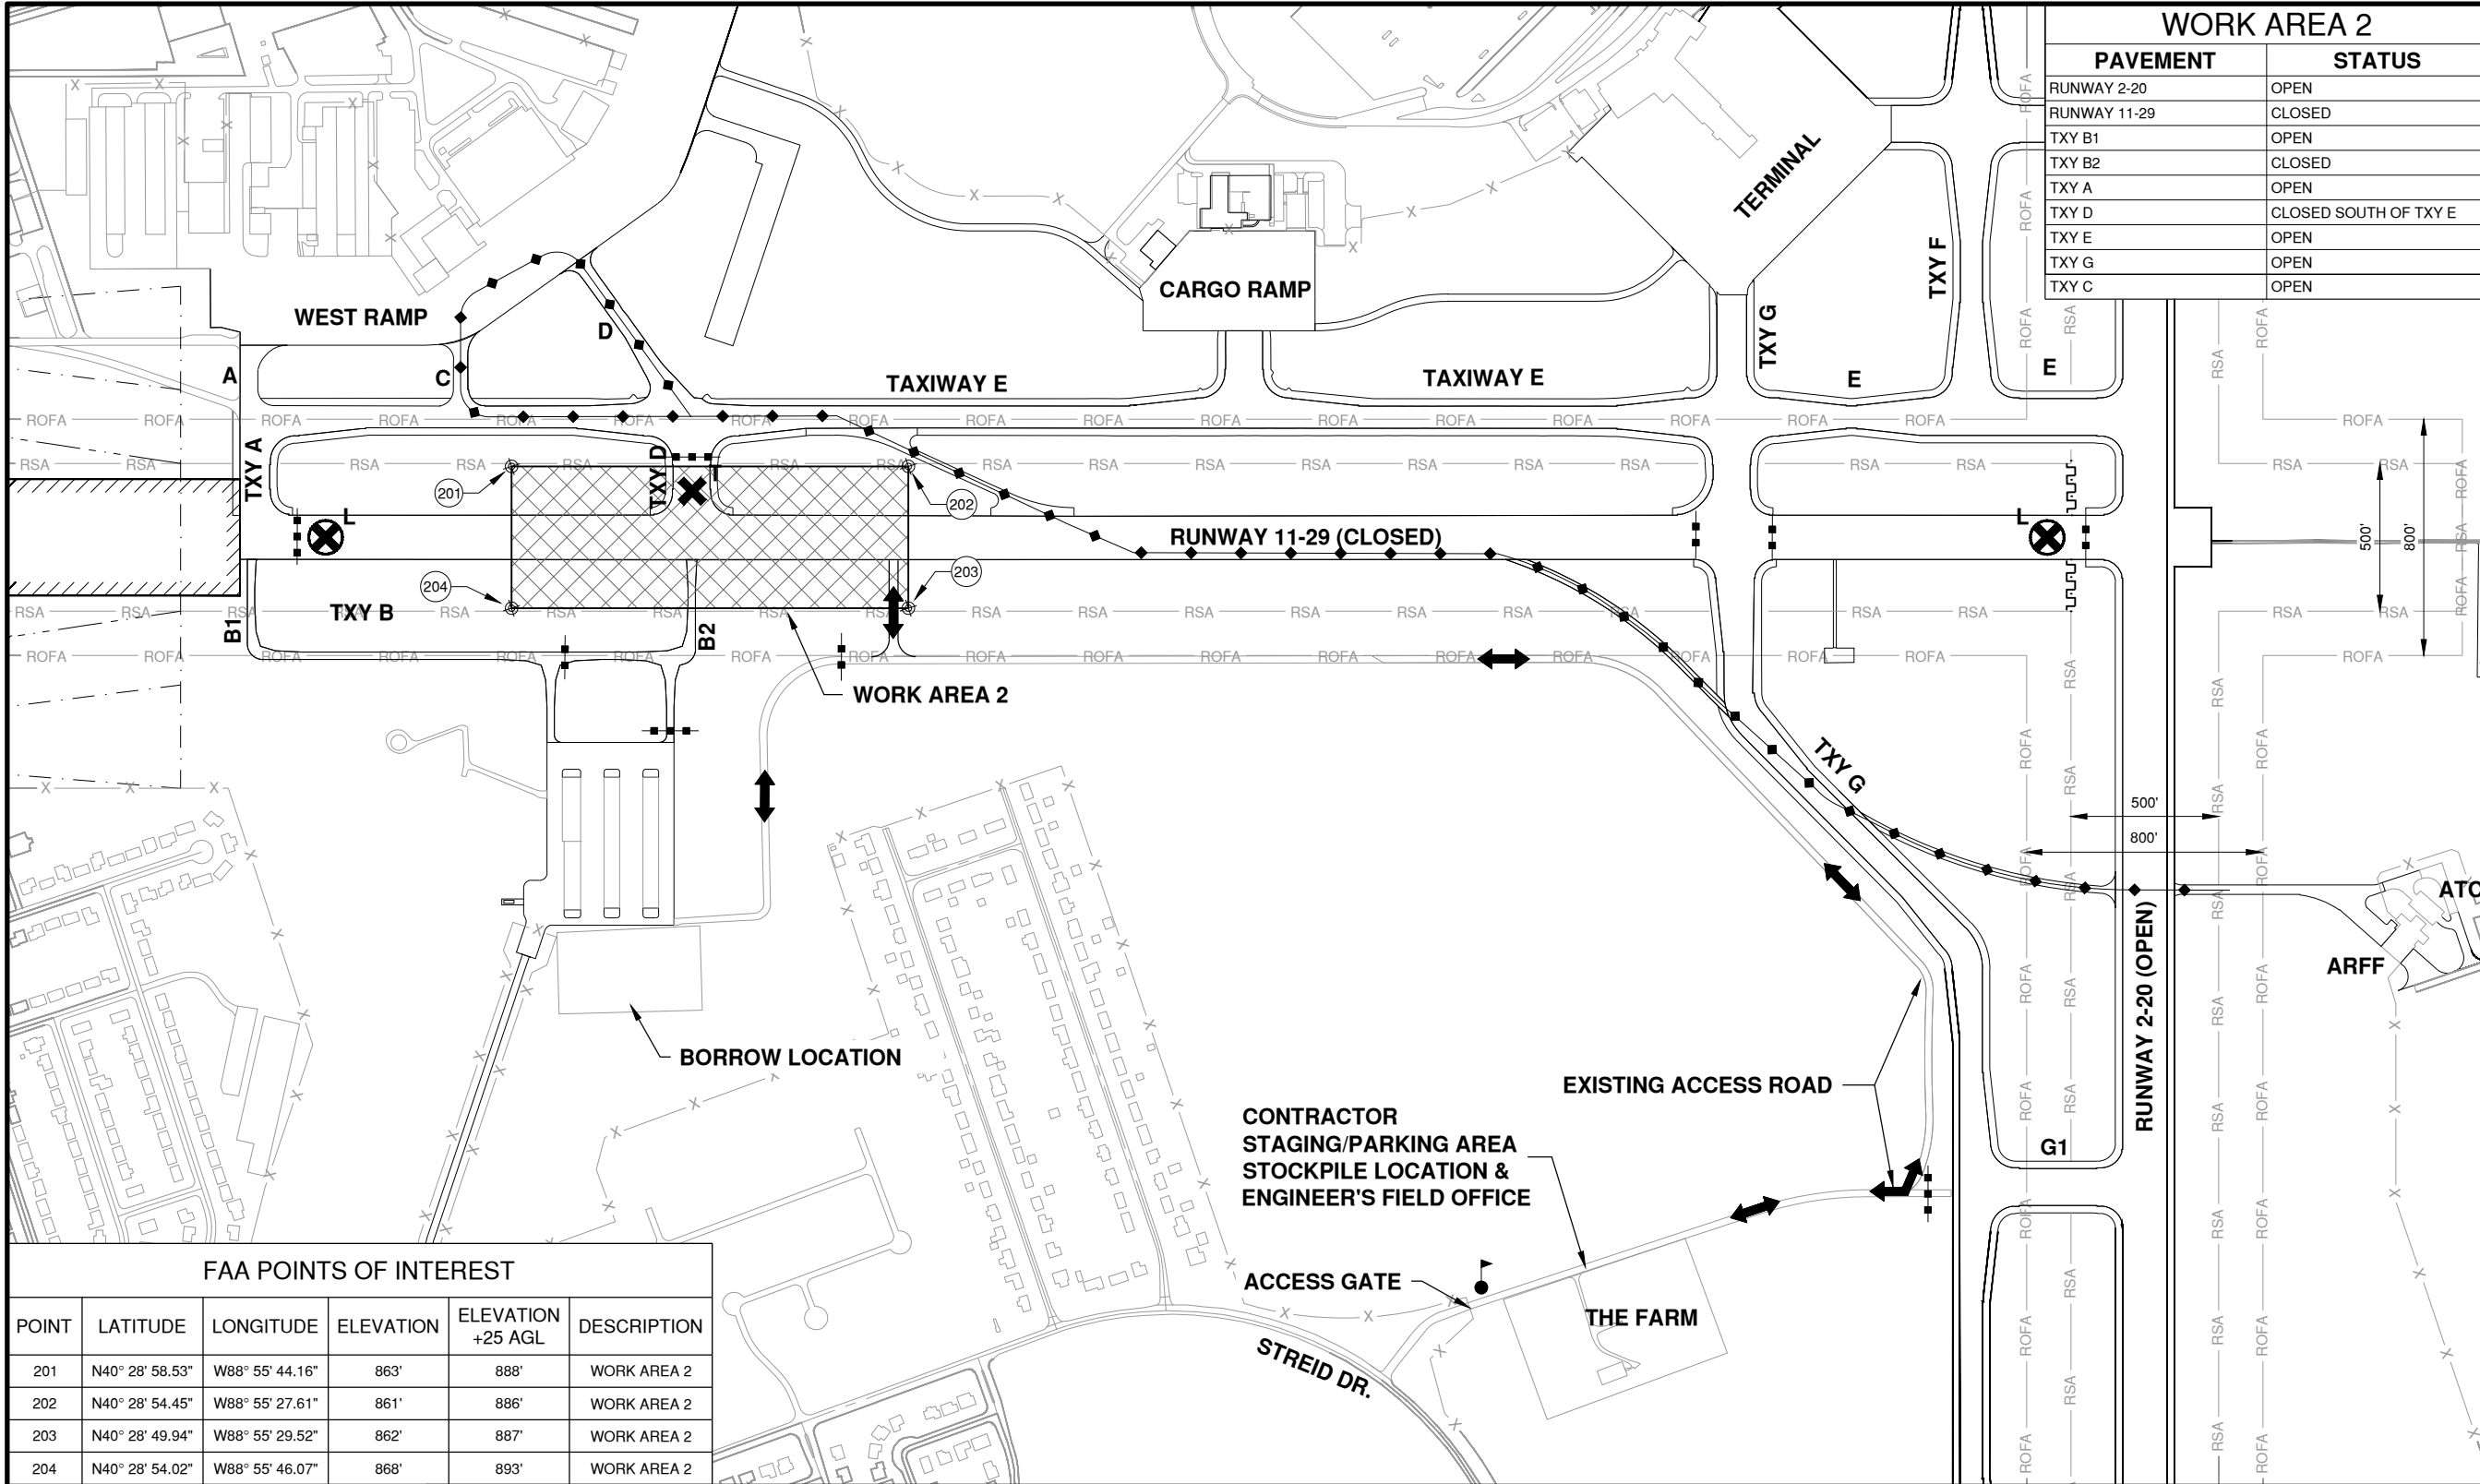 WORK AREA 2
PAVEMENT STATUS
RUNWAY 2-20 OPEN
RUNWAY 11-29 CLOSED
TXY B1 OPEN
TXY B2 CLOSED
TXY A OPEN
TXY D CLOSED SOUTH OF TXY E
TXY E OPEN
TXY G OPEN
TXY C OPEN
TERMINAL
TXY F
CARGO RAMP
WEST RAMP
TXY G
D
A
C
TAXIWAY E
TAXIWAY E
E
E
TXY A
TXY D
T
201
202
L
RUNWAY 11-29 (CLOSED)
L
500'
800'
203
204
TXY B
B1
B2
WORK AREA 2
TXY G
500'
800'
ATC
ARFF
RUNWAY 2-20 (OPEN)
BORROW LOCATION
EXISTING ACCESS ROAD
CONTRACTOR
STAGING/PARKING AREA
STOCKPILE LOCATION &
ENGINEER'S FIELD OFFICE
G1
ACCESS GATE
THE FARM
STREID DR.
ROFA
RSA
FAA POINTS OF INTEREST
POINT LATITUDE LONGITUDE ELEVATION ELEVATION +25 AGL DESCRIPTION
201 N40° 28' 58.53" W88° 55' 44.16" 863' 888' WORK AREA 2
202 N40° 28' 54.45" W88° 55' 27.61" 861' 886' WORK AREA 2
203 N40° 28' 49.94" W88° 55' 29.52" 862' 887' WORK AREA 2
204 N40° 28' 54.02" W88° 55' 46.07" 868' 893' WORK AREA 2